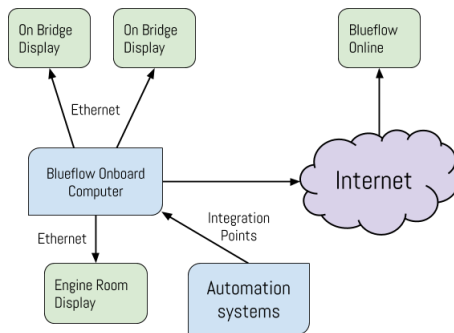 On Bridge
Display
On Bridge
Display
Blueflow
Online
Ethernet
Blueflow Onboard
Computer
Internet
Integration
Points
Ethernet
Engine Room
Display
Automation
systems